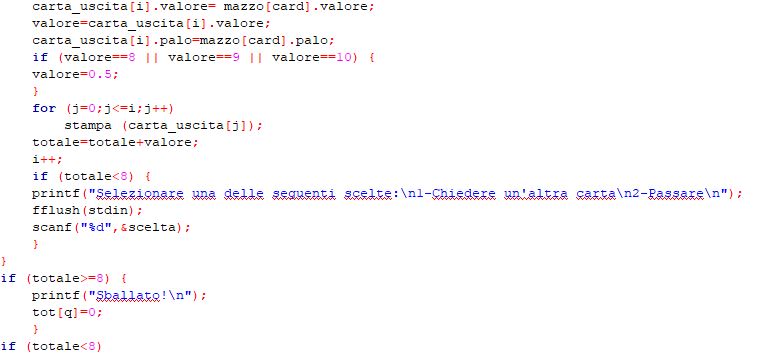 carta_uscita[i].valore= mazzo[card].valore;
valore=carta_uscita[i].valore;
carta_uscita[i].palo=mazzo[card].palo;
if (valore==8 || valore==9 || valore==10) {
valore=0.5;
}
for (j=0;j<=i;j++)
stampa (carta_uscita[j]);
totale=totale+valore;
i++;
if (totale<8) {
printf("Selezionare una delle seguenti scelte:\n1-Chiedere un'altra carta\n2-Passare\n");
fflush(stdin);
scanf("%d",&scelta);
}
}
if (totale>=8) {
printf("Sballato!\n");
tot[q]=0;
}
if (totale<8)